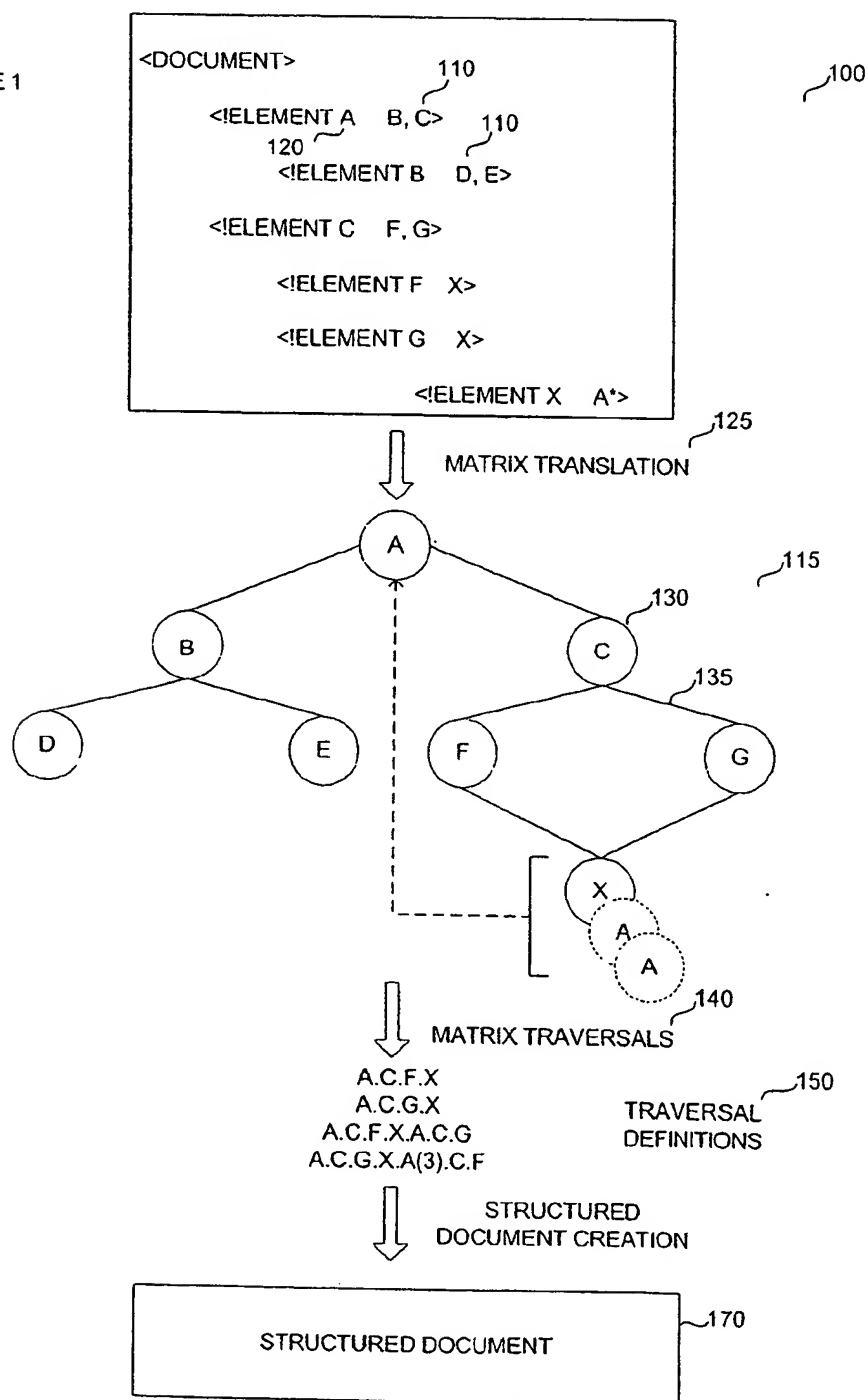 E 1
<DOCUMENT>
110
100
<!ELEMENT A B, C>
120
110
<!ELEMENT B D, E>
<!ELEMENT C F, G>
<!ELEMENT F X>
<!ELEMENT G X>
<!ELEMENT X A*>
125
MATRIX TRANSLATION
A
115
130
B
C
135
D
E
F
G
X
A
A
140
MATRIX TRAVERSALS
150
A.C.F.X
A.C.G.X
A.C.F.X.A.C.G
A.C.G.X.A(3).C.F
TRAVERSAL
DEFINITIONS
STRUCTURED
DOCUMENT CREATION
170
STRUCTURED DOCUMENT